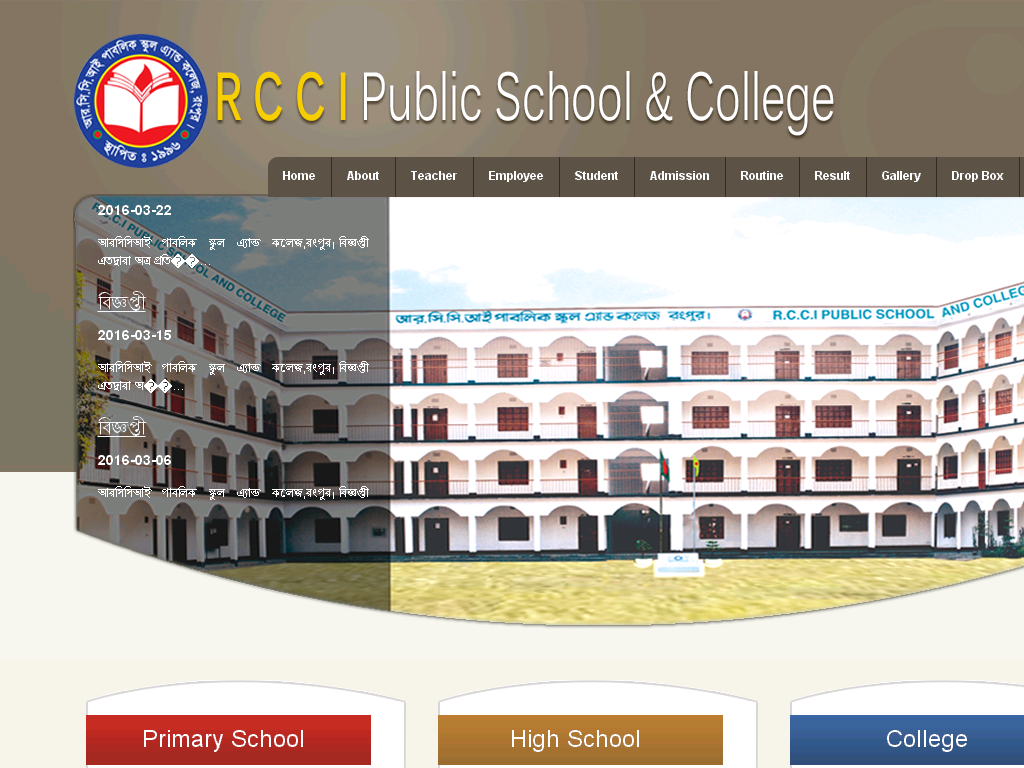 আর.সি.সি.আই পাবলিক স্কুল এ্যান্ড কলেজ, রংপুর।
স্থাপিত ঃ ১৯৯৬
R C C I Public School & College
Home About Teacher Employee Student Admission Routine Result Gallery Drop Box
R.C.C.I PUBLIC SCHOOL AND COLLEGE
আর.সি.সি.আই পাবলিক স্কুল এ্যান্ড কলেজ রংপুর।
R.C.C.I PUBLIC SCHOOL AND COLLEG
2016-03-22
আরসিসিআই পাবলিক স্কুল এ্যান্ড কলেজ,রংপুর। বিজ্ঞপ্তী
এতদ্বারা অত্র প্রতি��...
বিজ্ঞপ্তী
2016-03-15
আরসিসিআই পাবলিক স্কুল এ্যান্ড কলেজ,রংপুর। বিজ্ঞপ্তী
এতদ্বারা অ��...
বিজ্ঞপ্তী
2016-03-06
আরসিসিআই পাবলিক স্কুল এ্যান্ড কলেজ,রংপুর। বিজ্ঞপ্তী
Primary School
High School
College